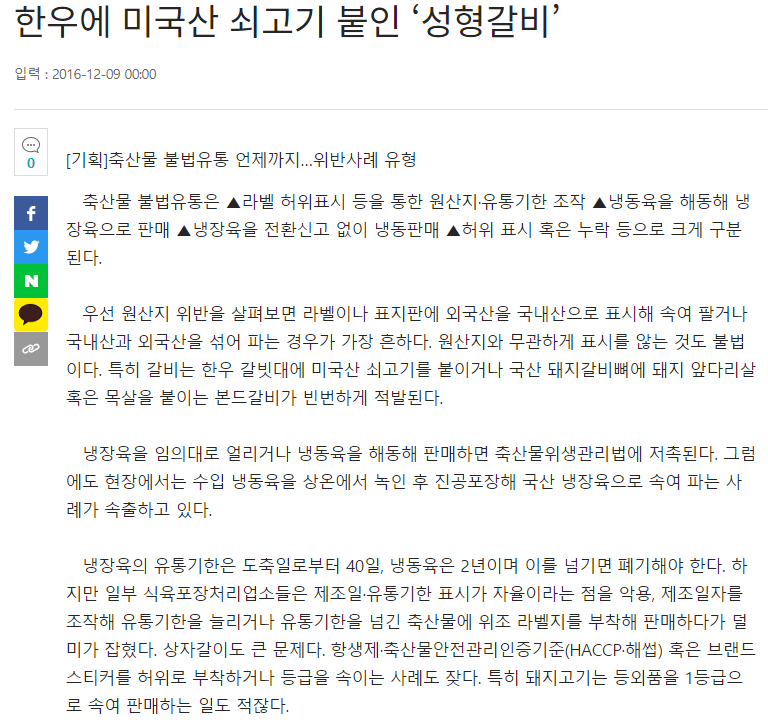 한우에 미국산 쇠고기 붙인 ‘성형갈비’
입력 : 2016-12-09 00:00
0
[기획]축산물 불법유통 언제까지…위반사례 유형
축산물 불법유통은 ▲라벨 허위표시 등을 통한 원산지·유통기한 조작 ▲냉동육을 해동해 냉
장육으로 판매 ▲냉장육을 전환신고 없이 냉동판매 ▲허위 표시 혹은 누락 등으로 크게 구분
된다.
우선 원산지 위반을 살펴보면 라벨이나 표지판에 외국산을 국내산으로 표시해 속여 팔거나
국내산과 외국산을 섞어 파는 경우가 가장 흔하다. 원산지와 무관하게 표시를 않는 것도 불법
이다. 특히 갈비는 한우 갈빗대에 미국산 쇠고기를 붙이거나 국산 돼지갈비뼈에 돼지 앞다리살
혹은 목살을 붙이는 본드갈비가 빈번하게 적발된다.
냉장육을 임의대로 얼리거나 냉동육을 해동해 판매하면 축산물위생관리법에 저촉된다. 그럼
에도 현장에서는 수입 냉동육을 상온에서 녹인 후 진공포장해 국산 냉장육으로 속여 파는 사
례가 속출하고 있다.
냉장육의 유통기한은 도축일로부터 40일, 냉동육은 2년이며 이를 넘기면 폐기해야 한다. 하
지만 일부 식육포장처리업소들은 제조일·유통기한 표시가 자율이라는 점을 악용, 제조일자를
조작해 유통기한을 늘리거나 유통기한을 넘긴 축산물에 위조 라벨지를 부착해 판매하다가 덜
미가 잡혔다. 상자갈이도 큰 문제다. 항생제·축산물안전관리인증기준(HACCP·해썹) 혹은 브랜드
스티커를 허위로 부착하거나 등급을 속이는 사례도 잦다. 특히 돼지고기는 등외품을 1등급으
로 속여 판매하는 일도 적잖다.